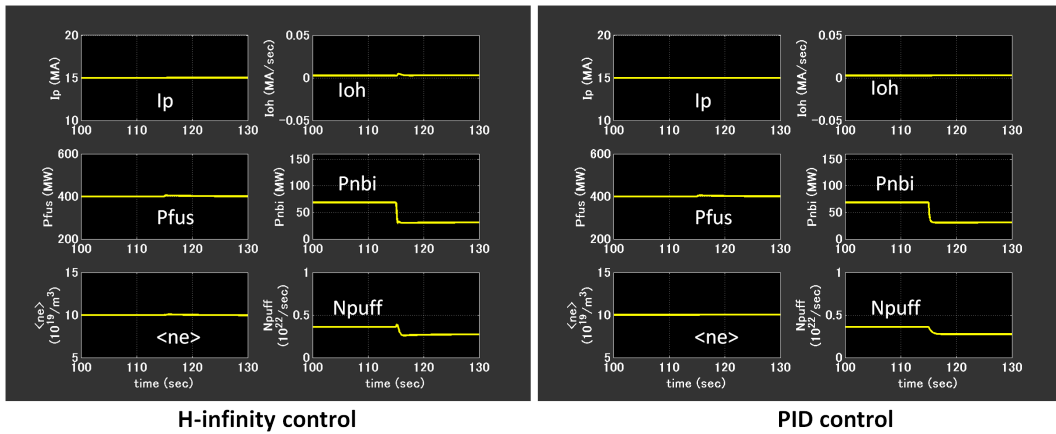 20
15
10
Ip (MA)
Ip
100 110 120 130
0.05
0
−0.05
Ioh (MA/sec)
Ioh
100 110 120 130
600
400
200
Pfus (MW)
Pfus
100 110 120 130
150
100
50
0
Pnbi (MW)
Pnbi
100 110 120 130
15
10
5
<ne>
(10^19/m^3)
<ne>
100 110 120 130
time (sec)
1
0.5
0
Npuff
(10^22/sec)
Npuff
100 110 120 130
time (sec)
H-infinity control
20
15
10
Ip (MA)
Ip
100 110 120 130
0.05
0
−0.05
Ioh (MA/sec)
Ioh
100 110 120 130
600
400
200
Pfus (MW)
Pfus
100 110 120 130
150
100
50
0
Pnbi (MW)
Pnbi
100 110 120 130
15
10
5
<ne>
(10^19/m^3)
<ne>
100 110 120 130
time (sec)
1
0.5
0
Npuff
(10^22/sec)
Npuff
100 110 120 130
time (sec)
PID control